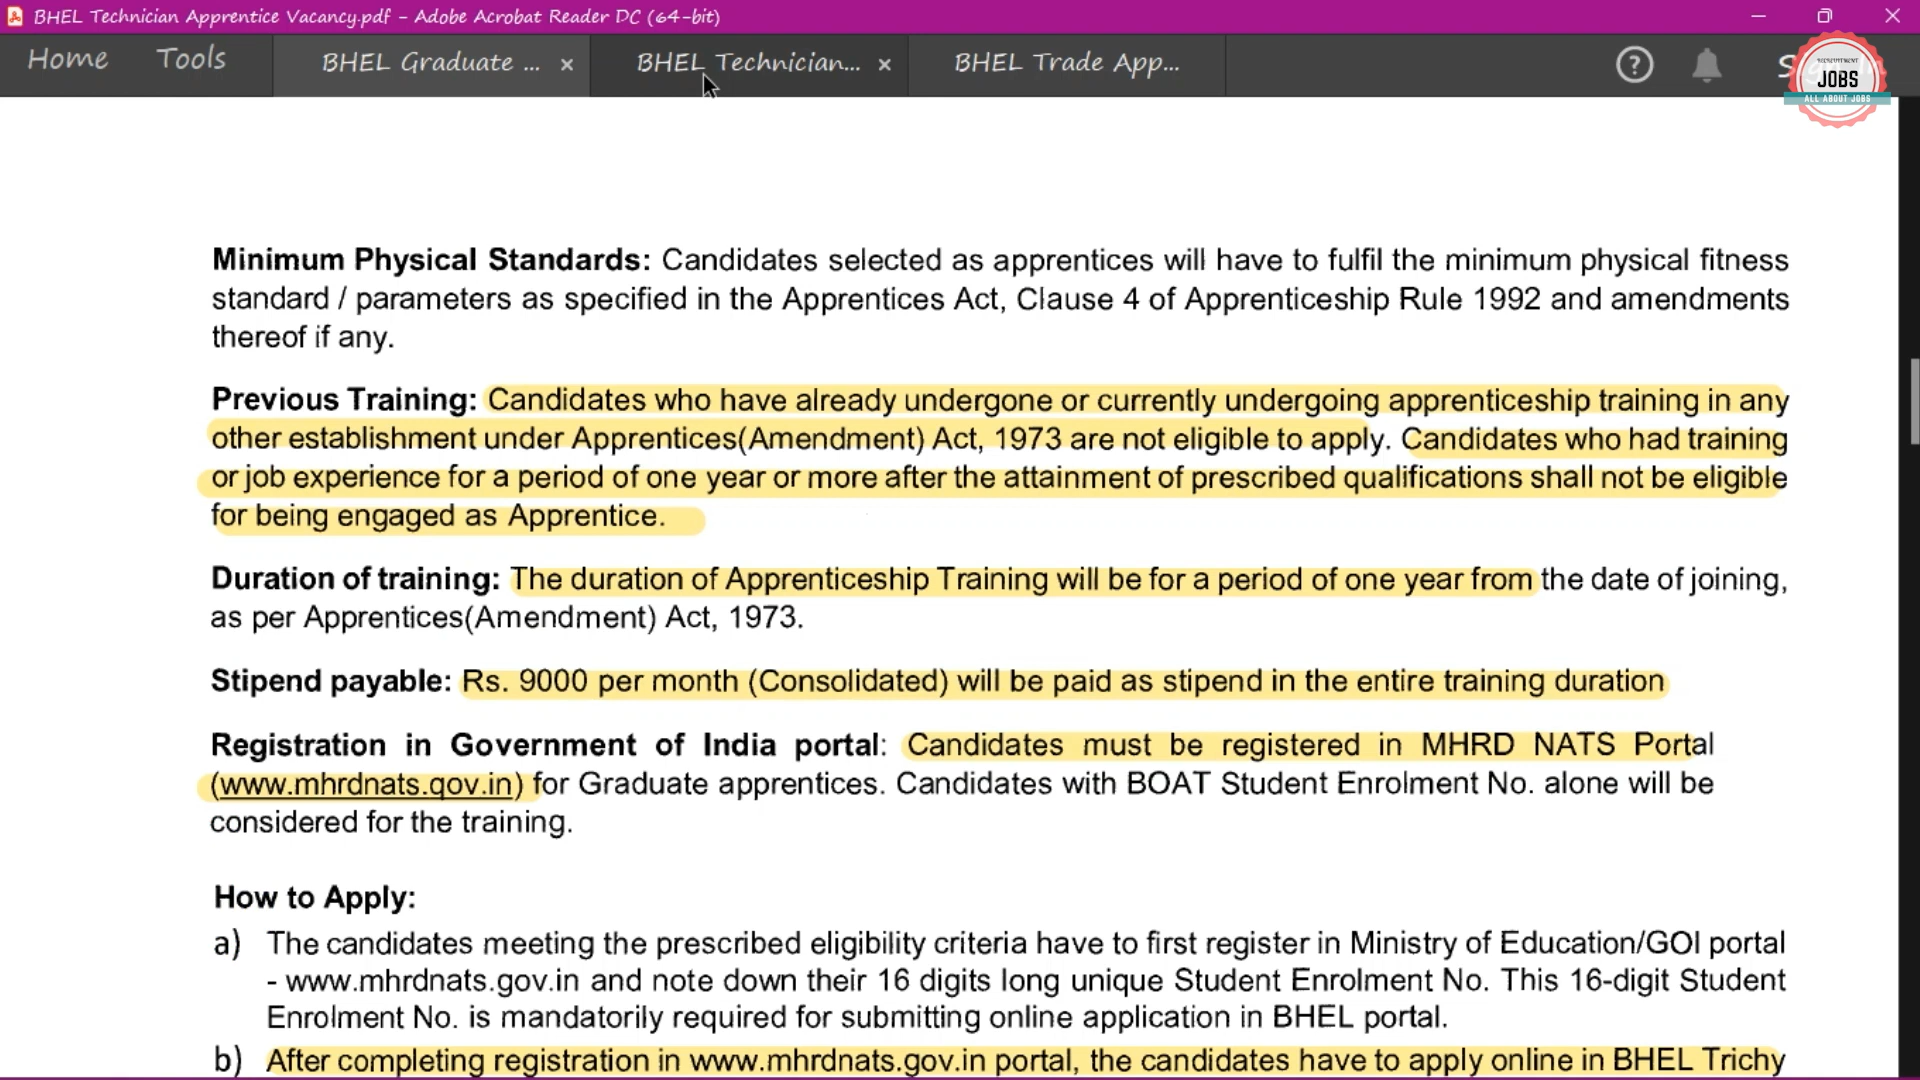 BHEL Technician Apprentice Vacancy.pdf - Adobe Acrobat Reader DC (64-bit)
Home Tools BHEL Graduate ... BHEL Technician... BHEL Trade App...
RECRUITMENT
JOBS
ALL ABOUT JOBS
Minimum Physical Standards: Candidates selected as apprentices will have to fulfil the minimum physical fitness
standard / parameters as specified in the Apprentices Act, Clause 4 of Apprenticeship Rule 1992 and amendments
thereof if any.
Previous Training: Candidates who have already undergone or currently undergoing apprenticeship training in any
other establishment under Apprentices(Amendment) Act, 1973 are not eligible to apply. Candidates who had training
or job experience for a period of one year or more after the attainment of prescribed qualifications shall not be eligible
for being engaged as Apprentice.
Duration of training: The duration of Apprenticeship Training will be for a period of one year from the date of joining,
as per Apprentices(Amendment) Act, 1973.
Stipend payable: Rs. 9000 per month (Consolidated) will be paid as stipend in the entire training duration
Registration in Government of India portal: Candidates must be registered in MHRD NATS Portal
(www.mhrdnats.gov.in) for Graduate apprentices. Candidates with BOAT Student Enrolment No. alone will be
considered for the training.
How to Apply:
a) The candidates meeting the prescribed eligibility criteria have to first register in Ministry of Education/GOI portal
- www.mhrdnats.gov.in and note down their 16 digits long unique Student Enrolment No. This 16-digit Student
Enrolment No. is mandatorily required for submitting online application in BHEL portal.
b) After completing registration in www.mhrdnats.gov.in portal, the candidates have to apply online in BHEL Trichy